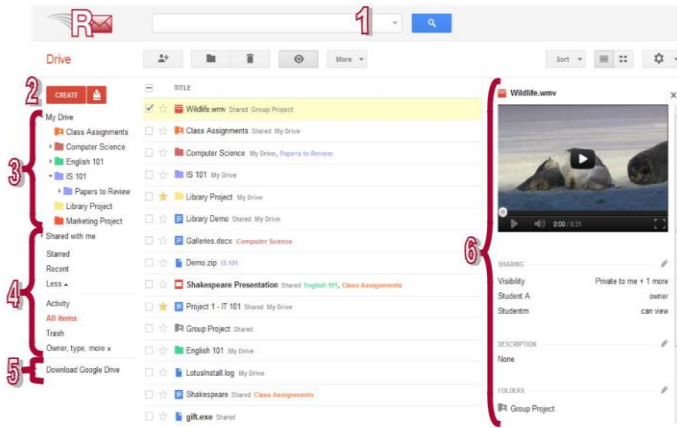 R
1
Drive
More
Sort
2
CREATE
TITLE
Wildlife.wmv
My Drive
Class Assignments
Computer Science
English 101
IS 101
Papers to Review
Library Project
Marketing Project
3
Shared with me
Starred
Recent
Less
Activity
All items
Trash
Owner, type, more »
4
Download Google Drive
5
Wildlife.wmv Shared Group Project
Class Assignments Shared My Drive
Computer Science My Drive, Papers to Review
IS 101 My Drive
Library Project My Drive
Library Demo Shared My Drive
Galleries.docx Computer Science
Demo.zip IS 101
Shakespeare Presentation Shared English 101, Class Assignments
Project 1 - IT 101 Shared My Drive
Group Project Shared
English 101 My Drive
LotusInstall.log My Drive
Shakespeare Shared Class Assignments
gift.exe Shared
6
0:00 / 0:31
SHARING
Visibility Private to me + 1 more
Student A owner
Studentm can view
DESCRIPTION
None
FOLDERS
Group Project